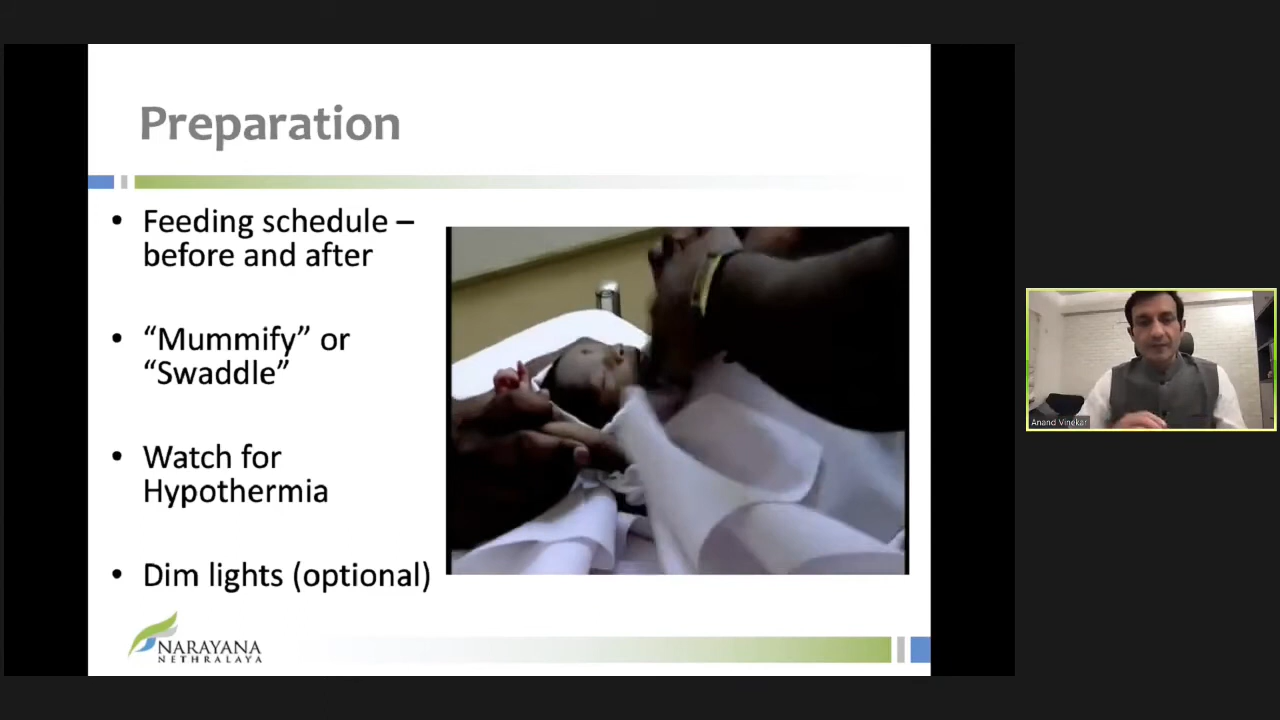 Preparation
• Feeding schedule –
before and after
• “Mummify” or
“Swaddle”
• Watch for
Hypothermia
• Dim lights (optional)
NARAYANA
NETHRALAYA
Anand Vinekar